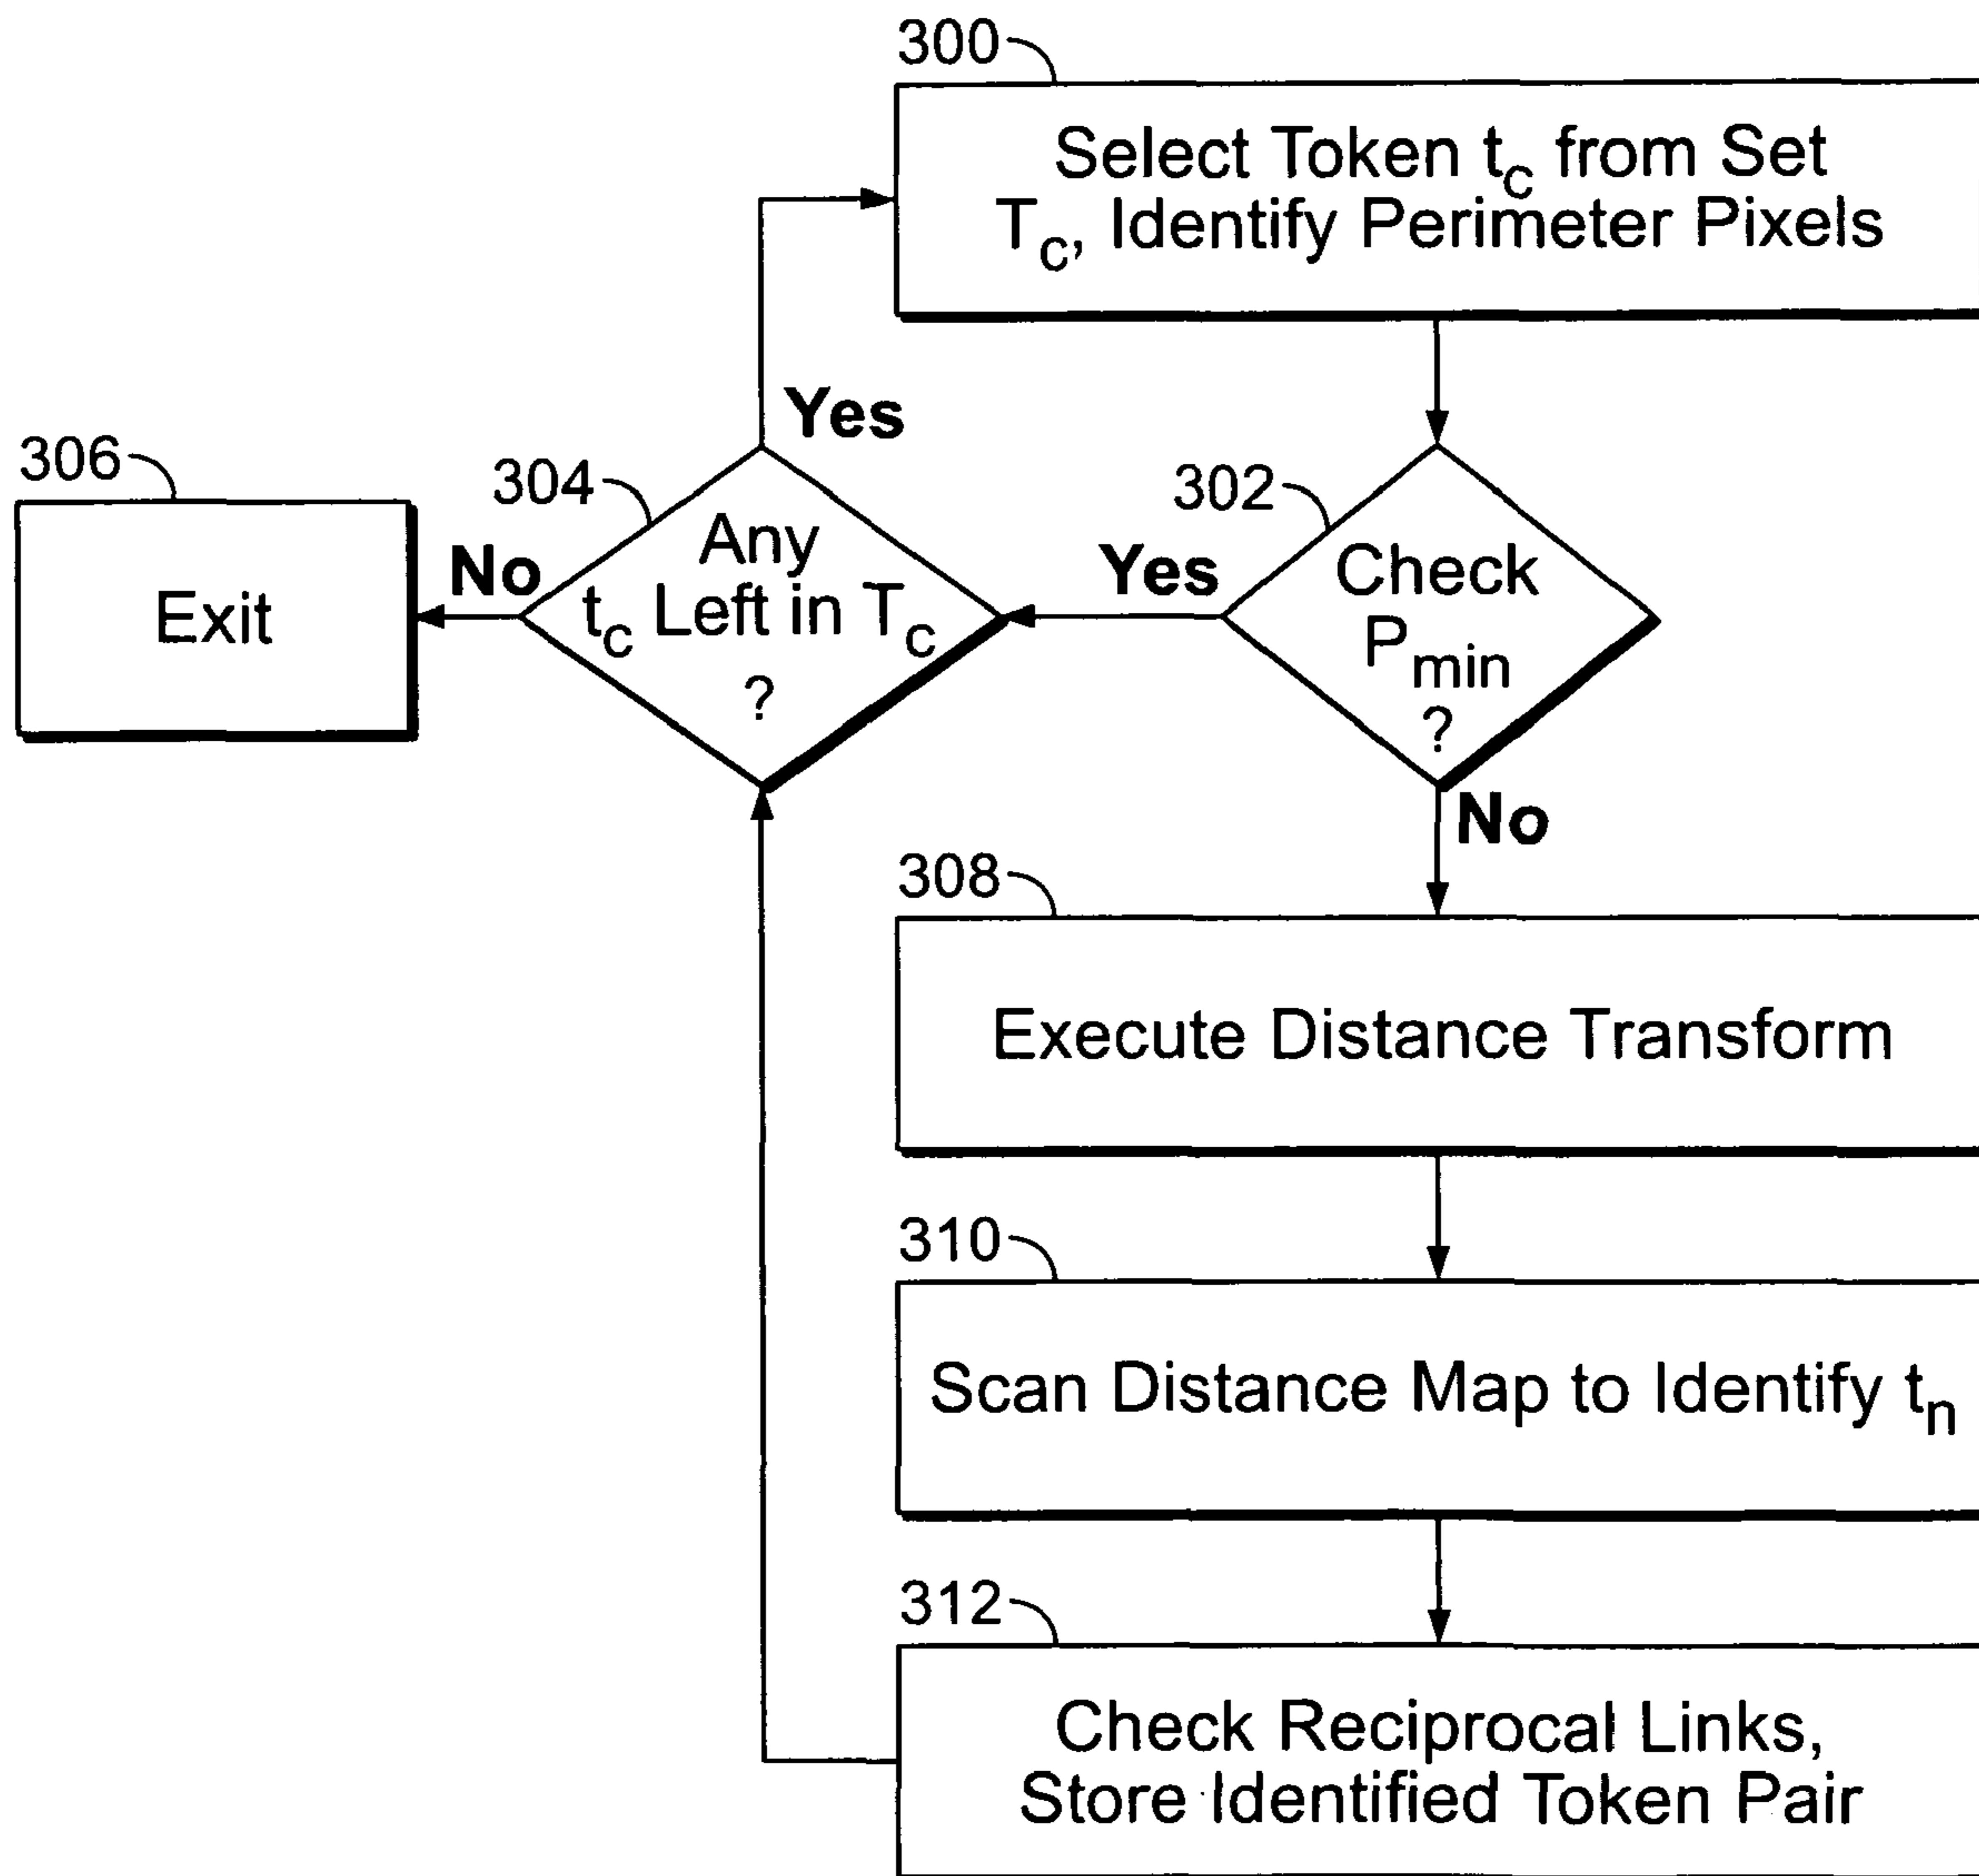 300
Select Token tc from Set
Tc, Identify Perimeter Pixels
Yes
306
304
302
Exit
No
Any
tc Left in Tc
?
Yes
Check
Pmin
?
No
308
Execute Distance Transform
310
Scan Distance Map to Identify tn
312
Check Reciprocal Links,
Store Identified Token Pair